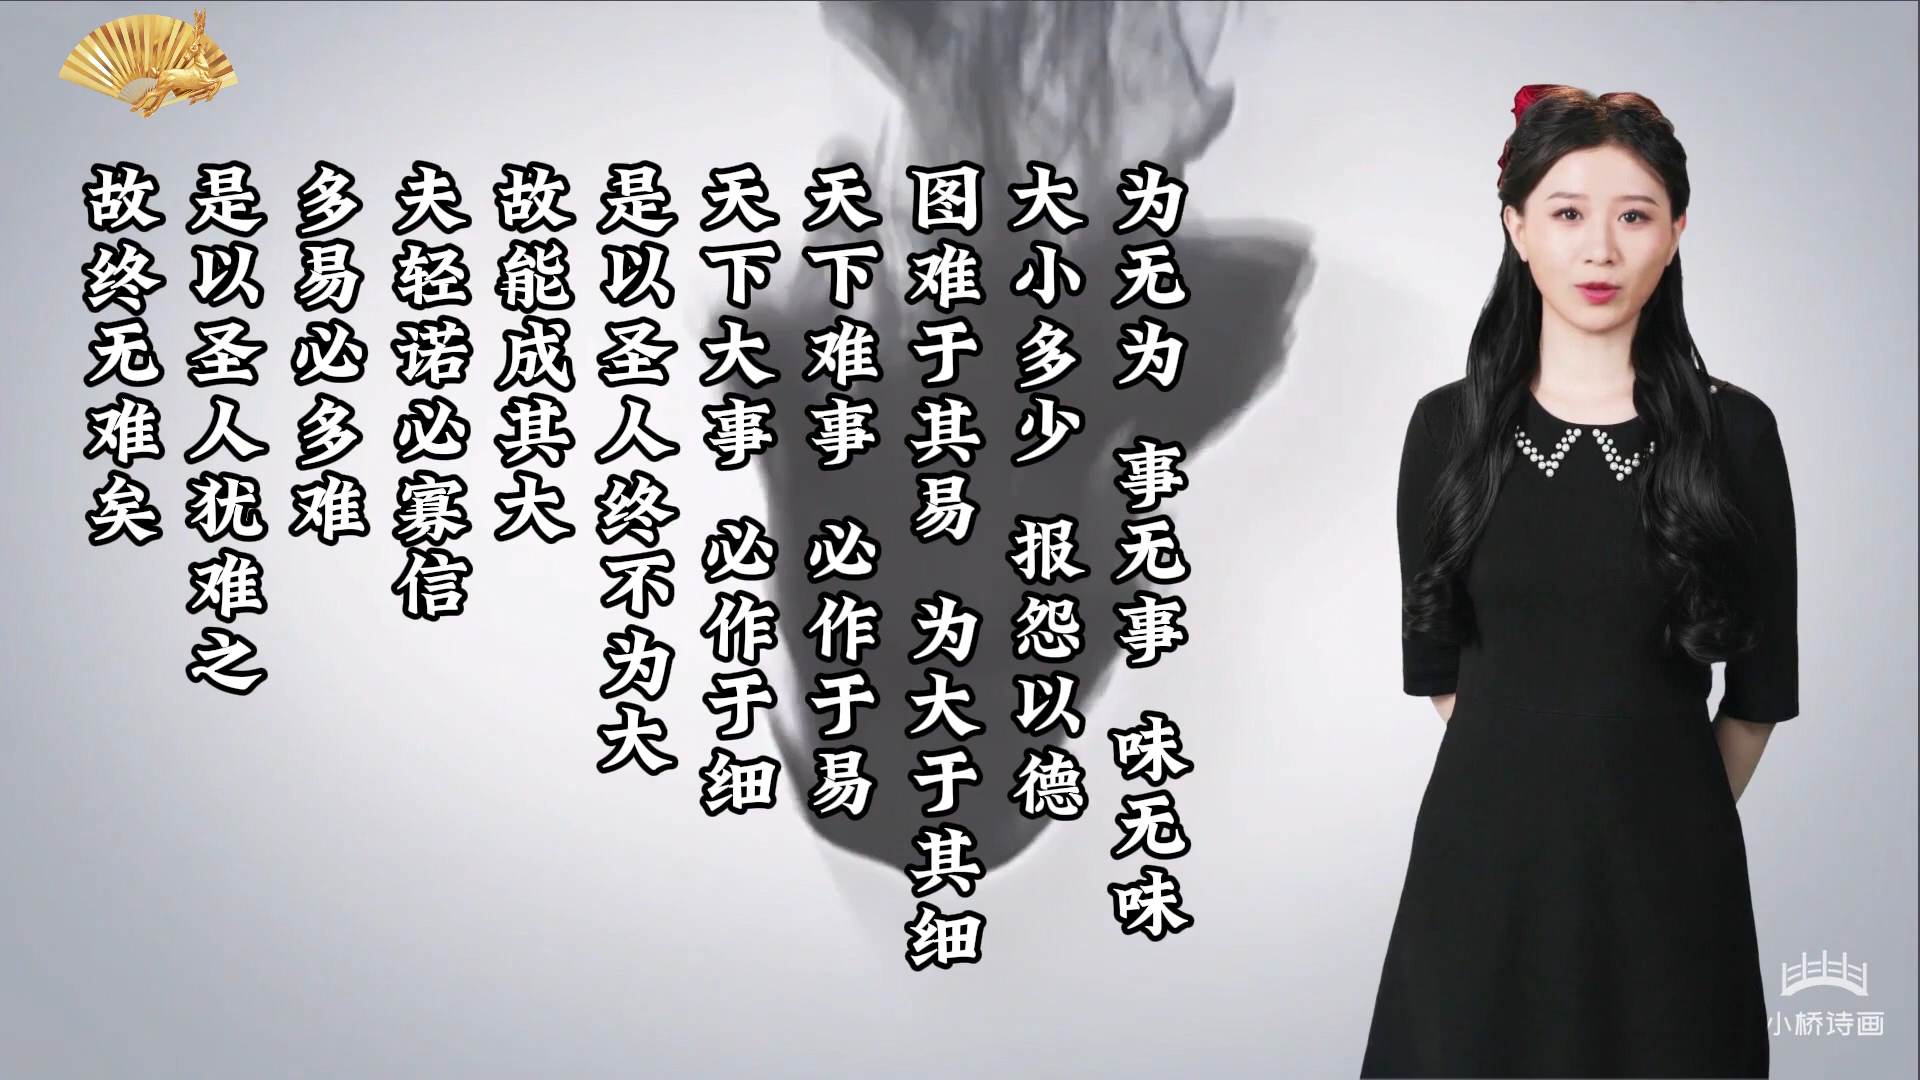 为无为 事无事 味无味
大小多少 报怨以德
图难于其易 为大于其细
天下难事 必作于易
天下大事 必作于细
是以圣人终不为大
故能成其大
夫轻诺必寡信
多易必多难
是以圣人犹难之
故终无难矣
小桥诗画